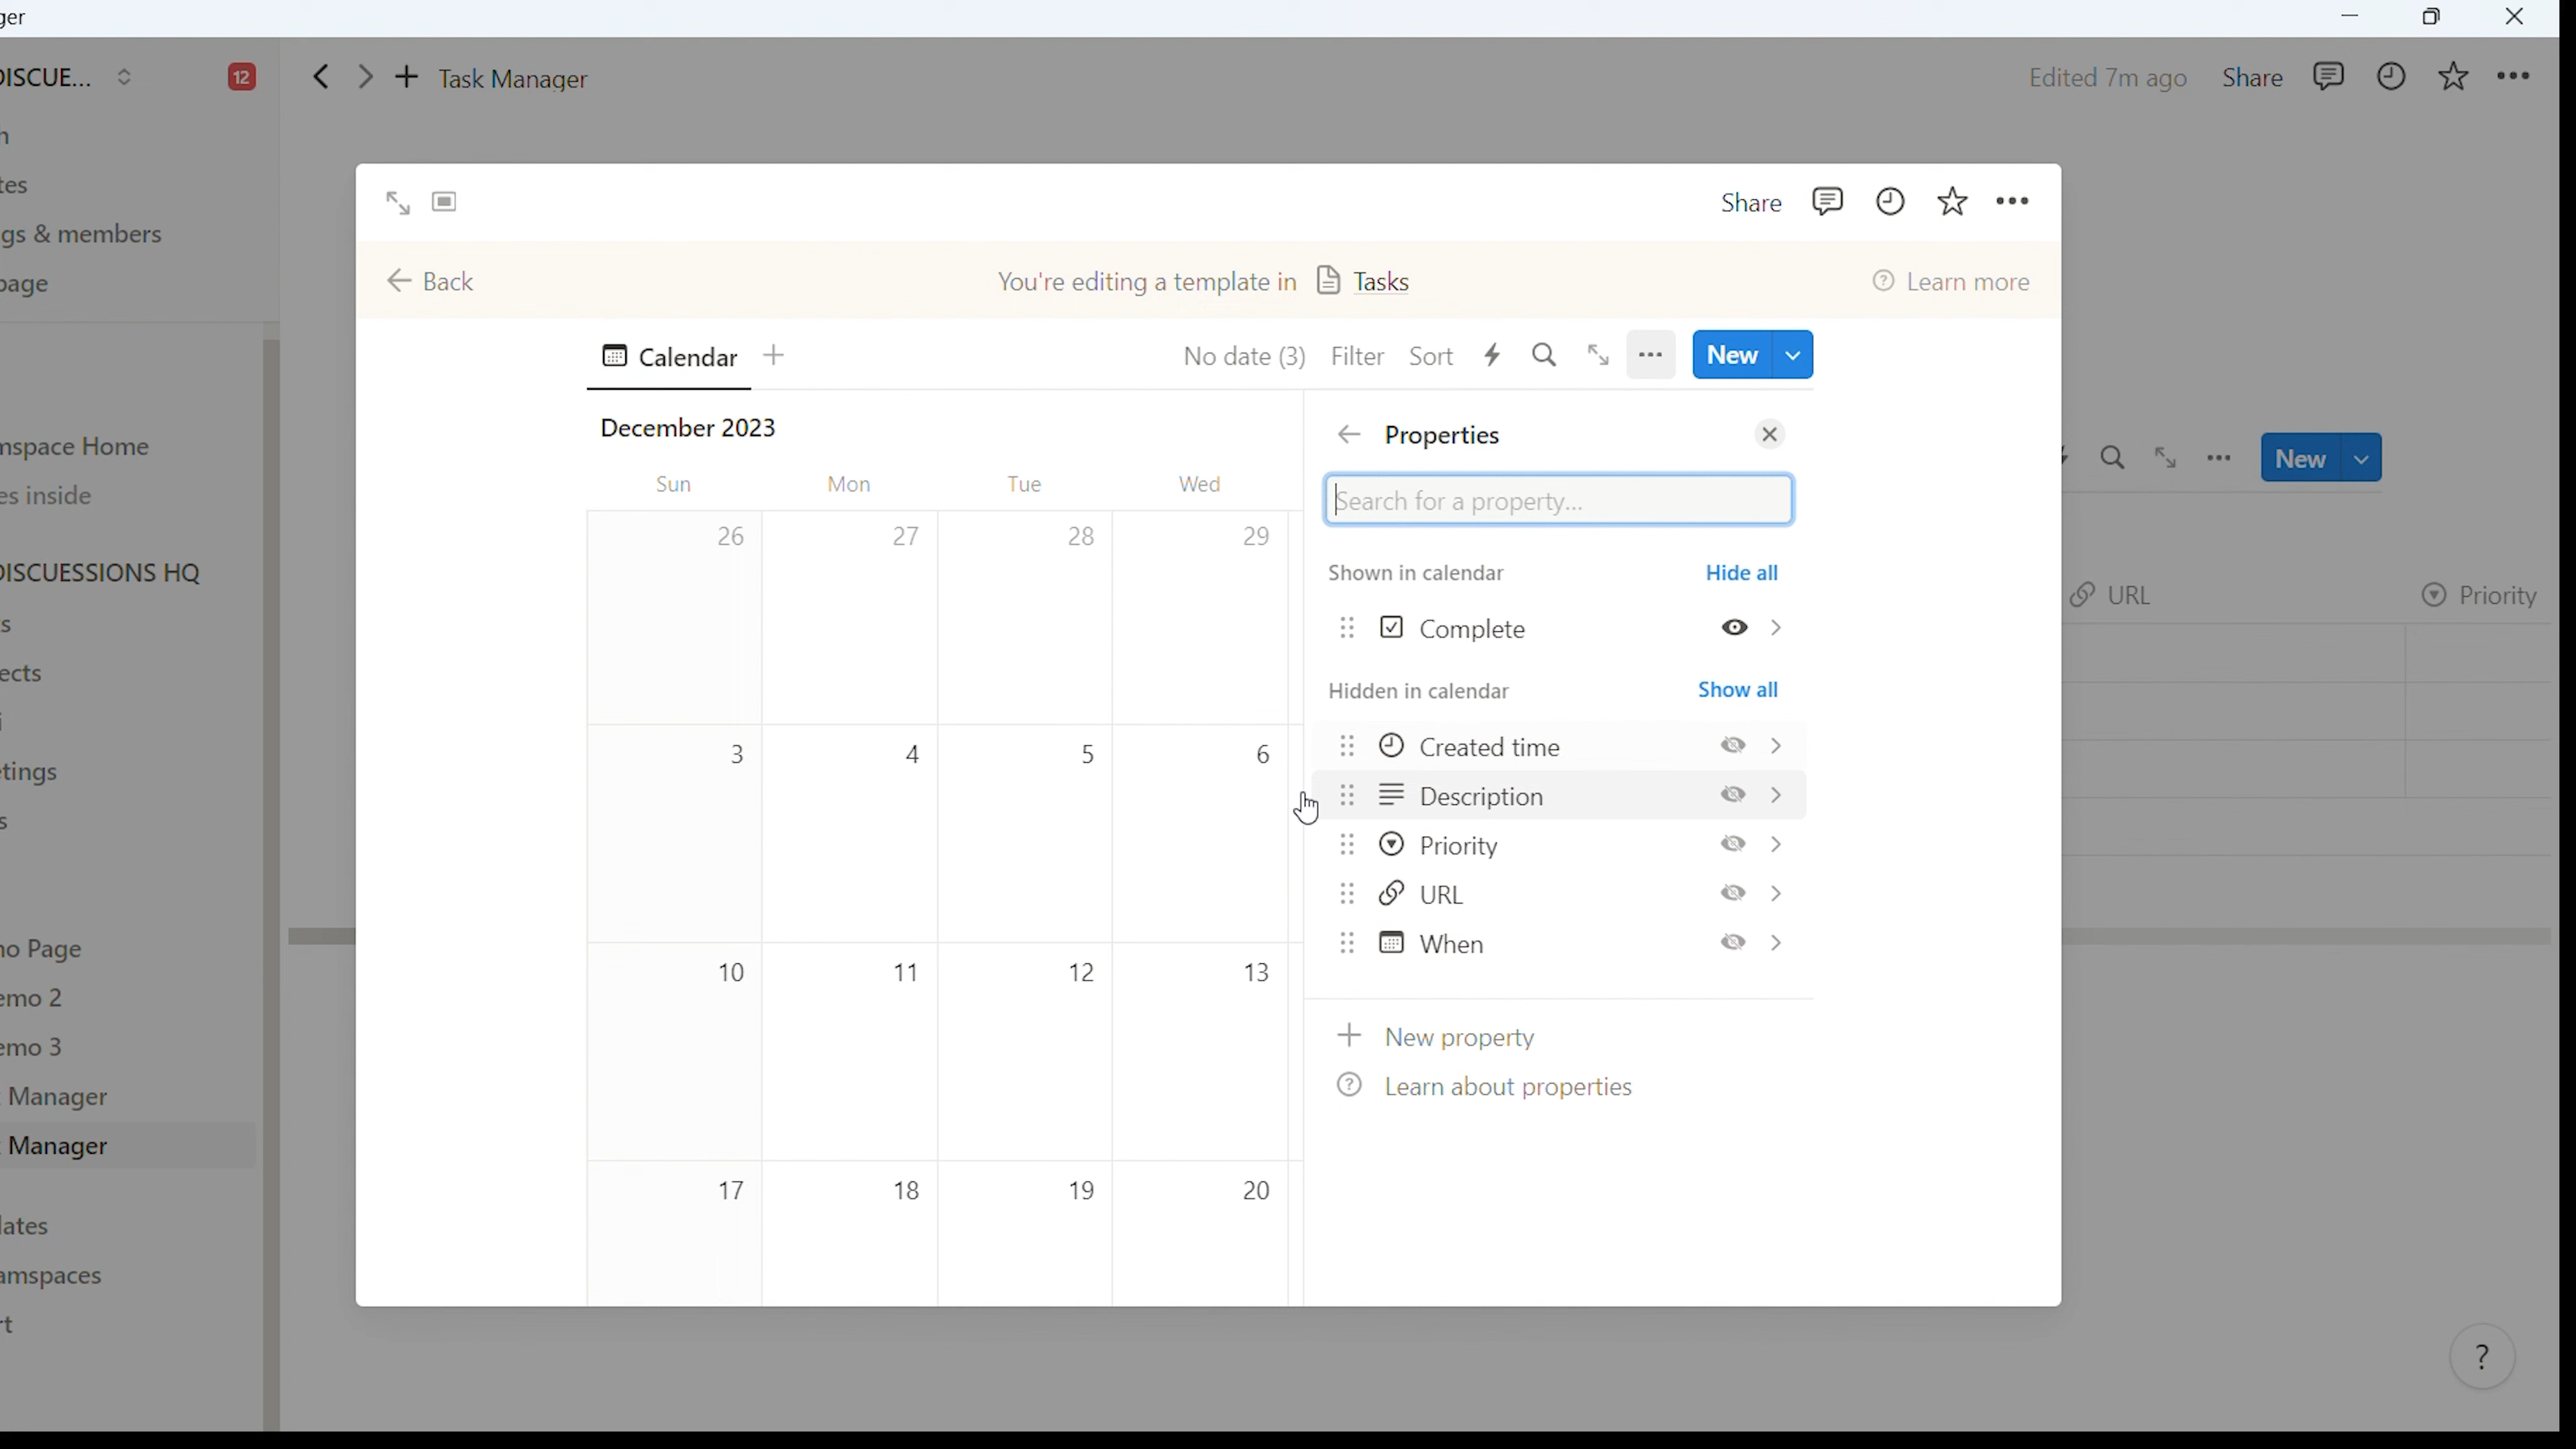 ger
DISCUE...
12
Task Manager
Edited 7m ago
Share
n
tes
gs & members
page
mspace Home
es inside
DISCUESSIONS HQ
s
ects
i
etings
s
no Page
emo 2
emo 3
Manager
Manager
lates
amspaces
rt
Share
Back
You're editing a template in Tasks
Learn more
Calendar
No date (3)
Filter
Sort
New
December 2023
Sun Mon Tue Wed
26 27 28 29
3 4 5 6
10 11 12 13
17 18 19 20
Properties
Search for a property...
Shown in calendar
Hide all
Complete
Hidden in calendar
Show all
Created time
Description
Priority
URL
When
New property
Learn about properties
New
URL
Priority
?